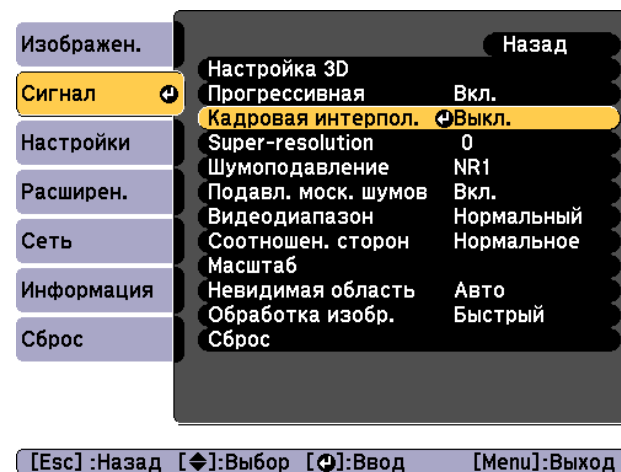 Изображен.
Сигнал
Настройки
Расширен.
Сеть
Информация
Сброс
Назад
Настройка 3D
Прогрессивная Вкл.
Кадровая интерпол. Выкл.
Super-resolution 0
Шумоподавление NR1
Подавл. моск. шумов Вкл.
Видеодиапазон Нормальный
Соотношен. сторон Нормальное
Масштаб
Невидимая область Авто
Обработка изобр. Быстрый
Сброс
[Esc] :Назад [◆]:Выбор [⏎]:Ввод [Menu]:Выход